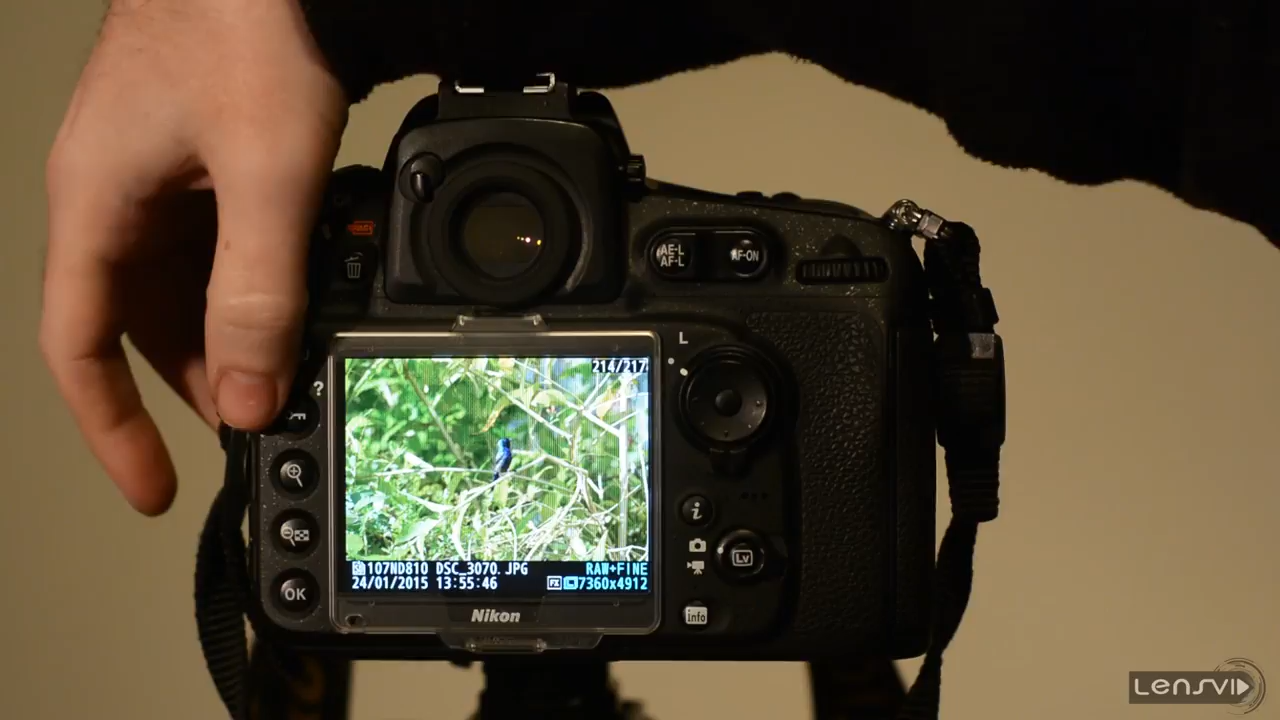 AE-L
AF-L
AF-ON
L
214/217
?
107ND810 DSC_3070.JPG
RAW+FINE
24/01/2015 13:55:46
FX
L
7360x4912
i
Lv
OK
Nikon
info
LENSVID